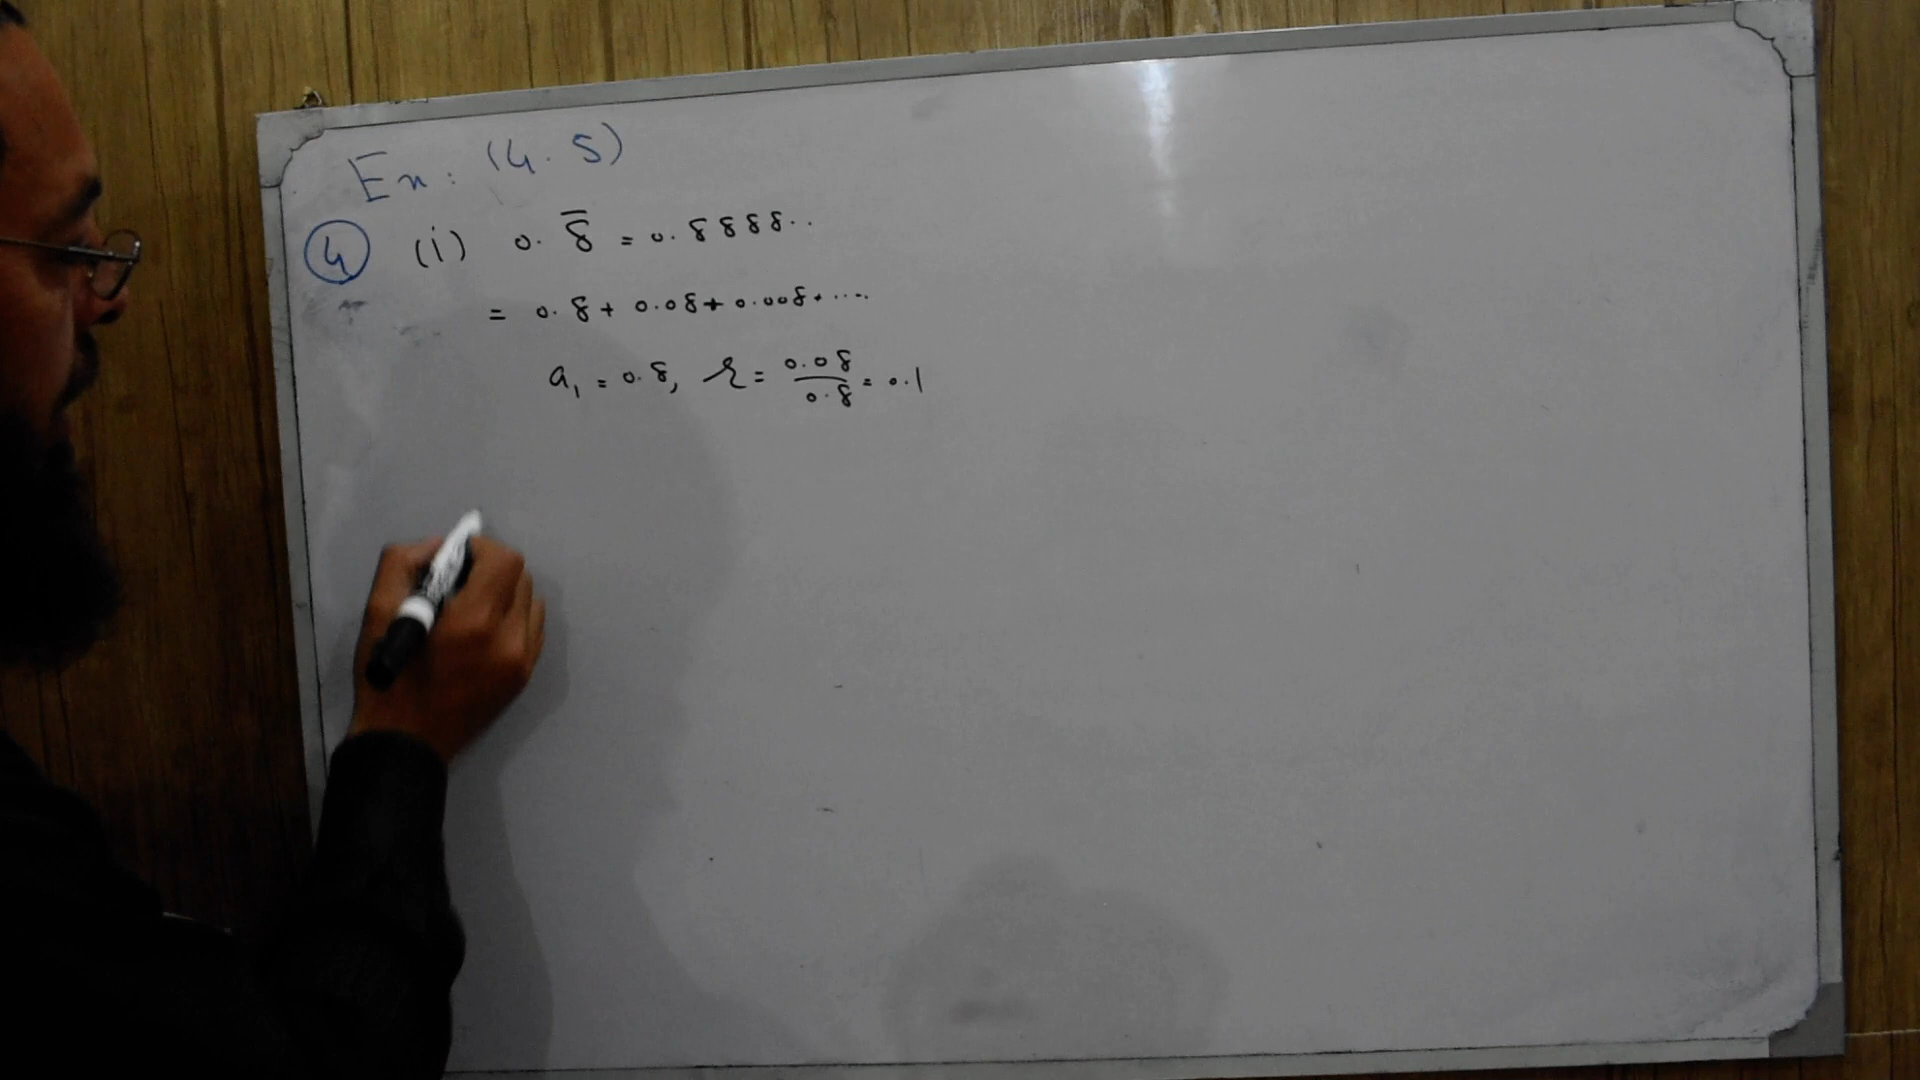 Ex: (4.5)
④ (i) 0.8̅ = 0.8888..
= 0.8 + 0.08 + 0.008 + ....
a₁ = 0.8, r = 0.08/0.8 = 0.1